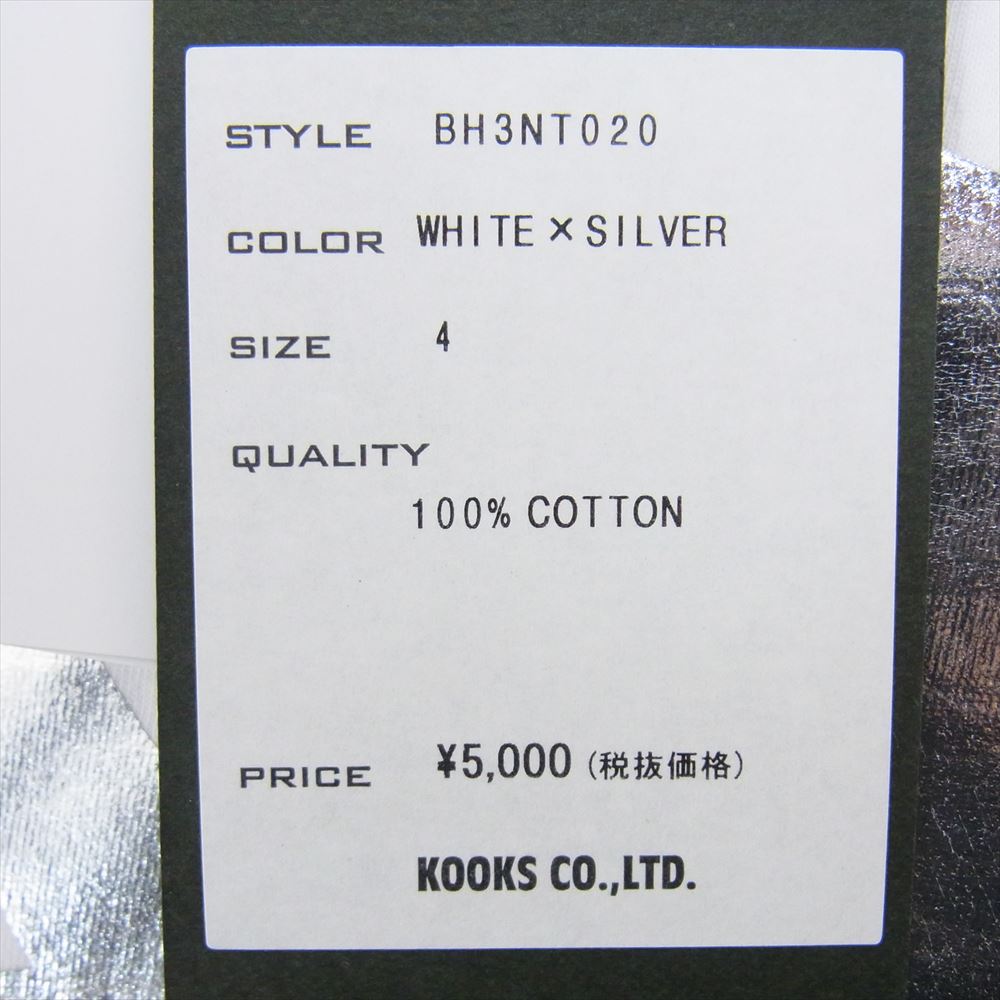 STYLE BH3NT020
COLOR WHITE×SILVER
SIZE 4
QUALITY
100% COTTON
PRICE ¥5,000 (税抜価格)
KOOKS CO.,LTD.